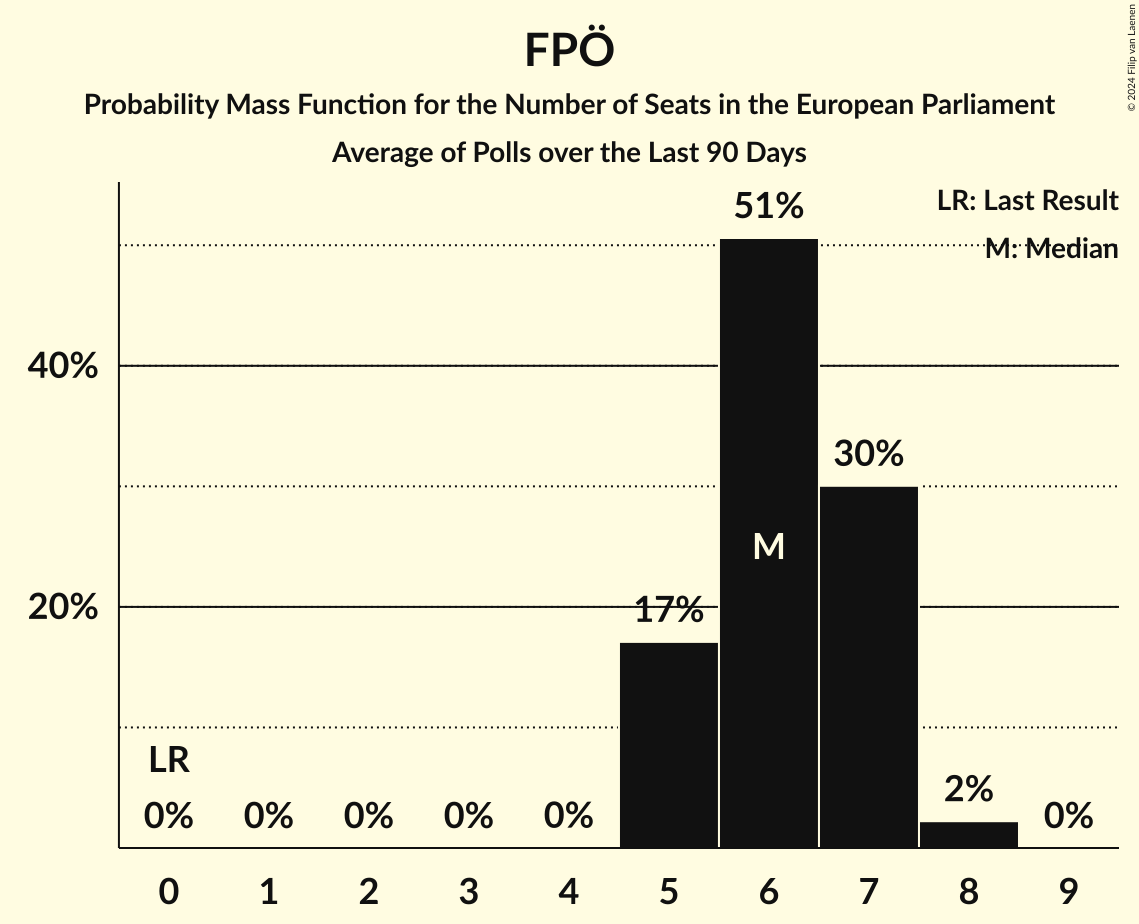 FPÖ
Probability Mass Function for the Number of Seats in the European Parliament
Average of Polls over the Last 90 Days
© 2024 Filip van Laenen
LR: Last Result
M: Median
51%
40%
30%
M
20%
17%
LR
0% 0% 0% 0% 0% 2% 0%
0 1 2 3 4 5 6 7 8 9